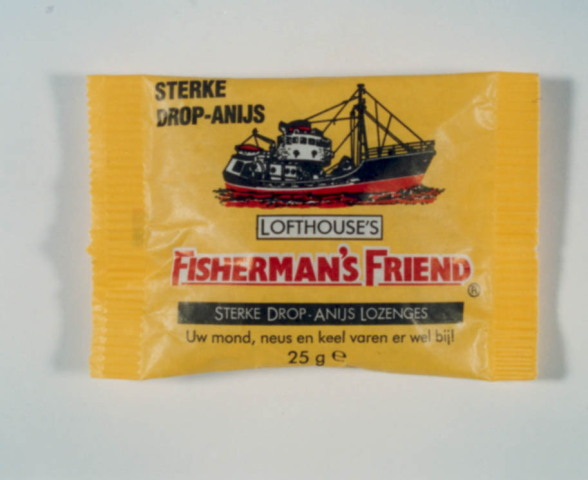 STERKE
DROP-ANIJS
LOFTHOUSE'S
FISHERMAN'S FRIEND
®
STERKE DROP-ANIJS LOZENGES
Uw mond, neus en keel varen er wel bij!
25 g ℮